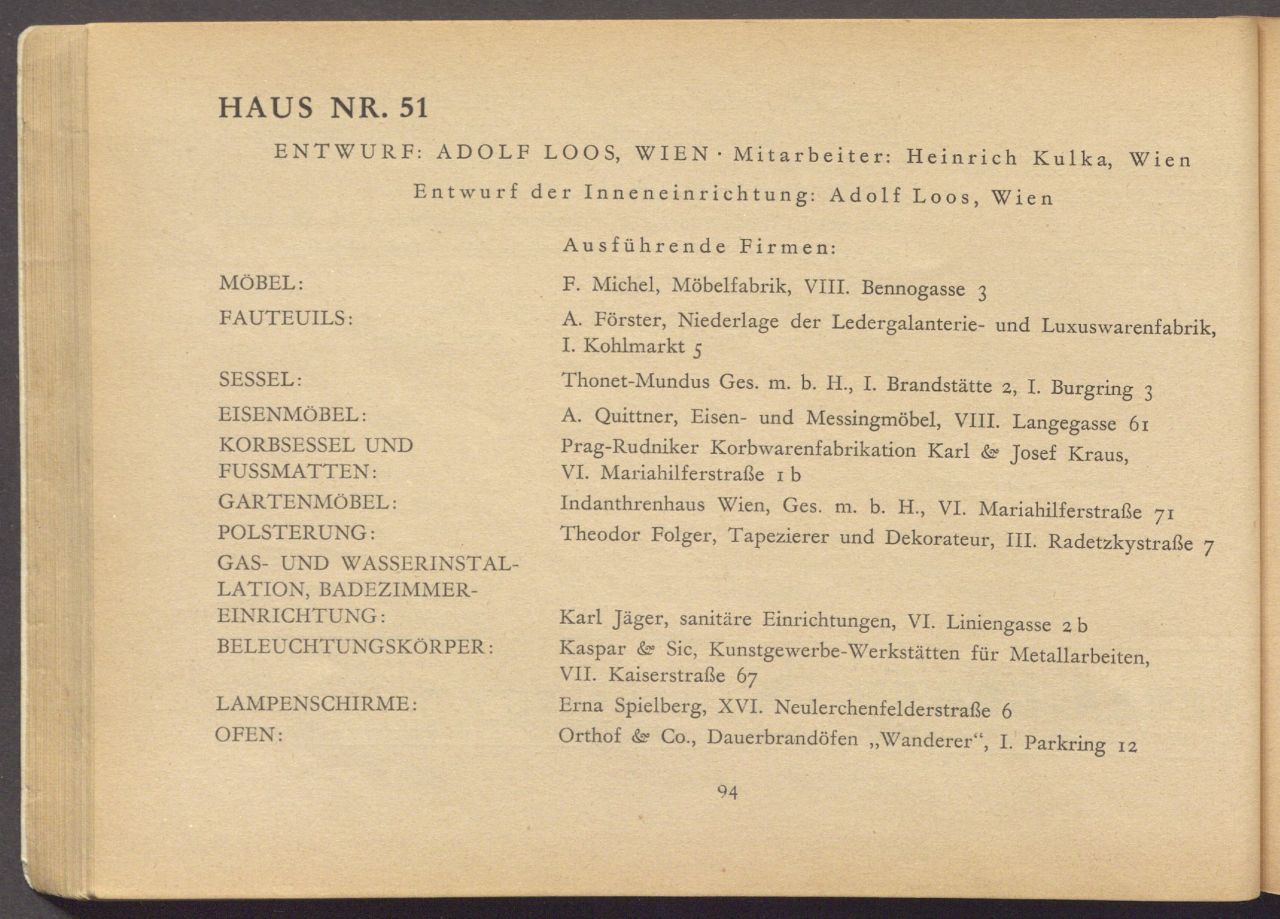 HAUS NR. 51
ENTWURF: ADOLF LOOS, WIEN · Mitarbeiter: Heinrich Kulka, Wien
Entwurf der Inneneinrichtung: Adolf Loos, Wien
Ausführende Firmen:
MÖBEL: F. Michel, Möbelfabrik, VIII. Bennogasse 3
FAUTEUILS: A. Förster, Niederlage der Ledergalanterie- und Luxuswarenfabrik,
I. Kohlmarkt 5
SESSEL: Thonet-Mundus Ges. m. b. H., I. Brandstätte 2, I. Burgring 3
EISENMÖBEL: A. Quittner, Eisen- und Messingmöbel, VIII. Langegasse 61
KORBSESSEL UND Prag-Rudniker Korbwarenfabrikation Karl & Josef Kraus,
FUSSMATTEN: VI. Mariahilferstraße 1 b
GARTENMÖBEL: Indanthrenhaus Wien, Ges. m. b. H., VI. Mariahilferstraße 71
POLSTERUNG: Theodor Folger, Tapezierer und Dekorateur, III. Radetzkystraße 7
GAS- UND WASSERINSTAL-
LATION, BADEZIMMER-
EINRICHTUNG: Karl Jäger, sanitäre Einrichtungen, VI. Liniengasse 2 b
BELEUCHTUNGSKÖRPER: Kaspar & Sic, Kunstgewerbe-Werkstätten für Metallarbeiten,
VII. Kaiserstraße 67
LAMPENSCHIRME: Erna Spielberg, XVI. Neulerchenfelderstraße 6
OFEN: Orthof & Co., Dauerbrandöfen „Wanderer“, I. Parkring 12
94